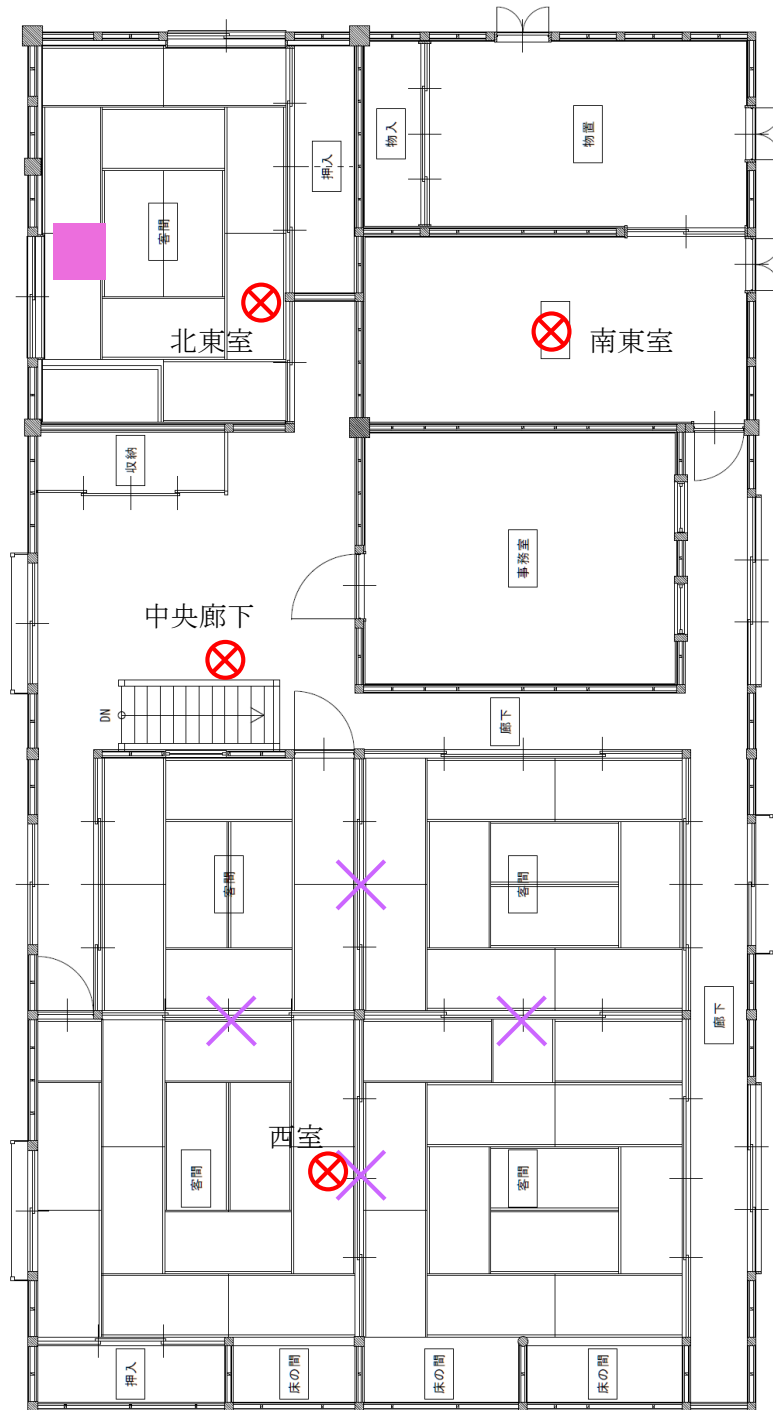 物入
物置
押入
客間
北東室
南東室
収納
事務室
中央廊下
DN
廊下
客間
客間
廊下
西室
客間
客間
押入
床の間
床の間
床の間